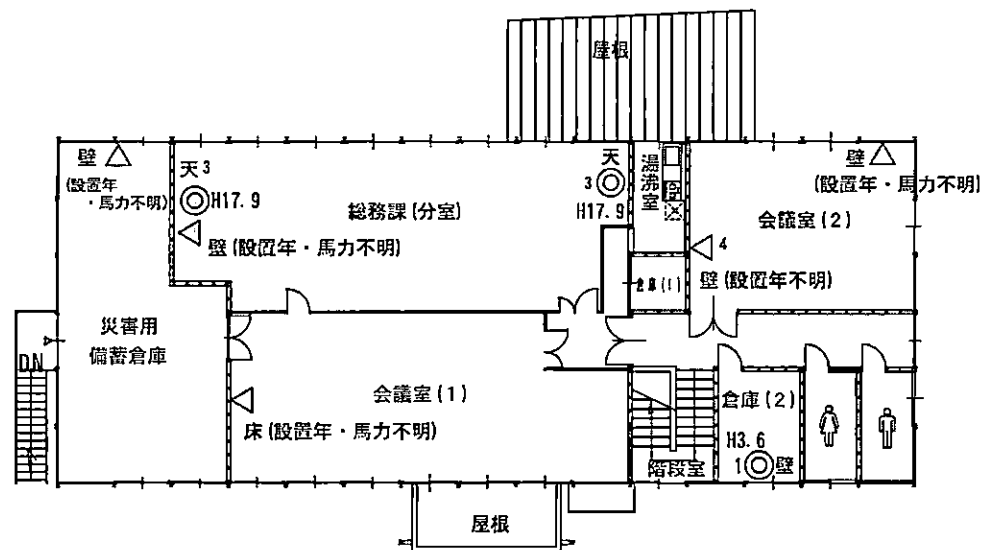 屋根
壁
(設置年
・馬力不明)
天3
H17.9
壁(設置年・馬力不明)
総務課(分室)
天
3
H17.9
湯沸室
倉庫(1)
壁
(設置年・馬力不明)
会議室(2)
4
壁(設置年不明)
災害用
備蓄倉庫
DN
会議室(1)
床(設置年・馬力不明)
階段室
倉庫(2)
H3.6
1
壁
屋根